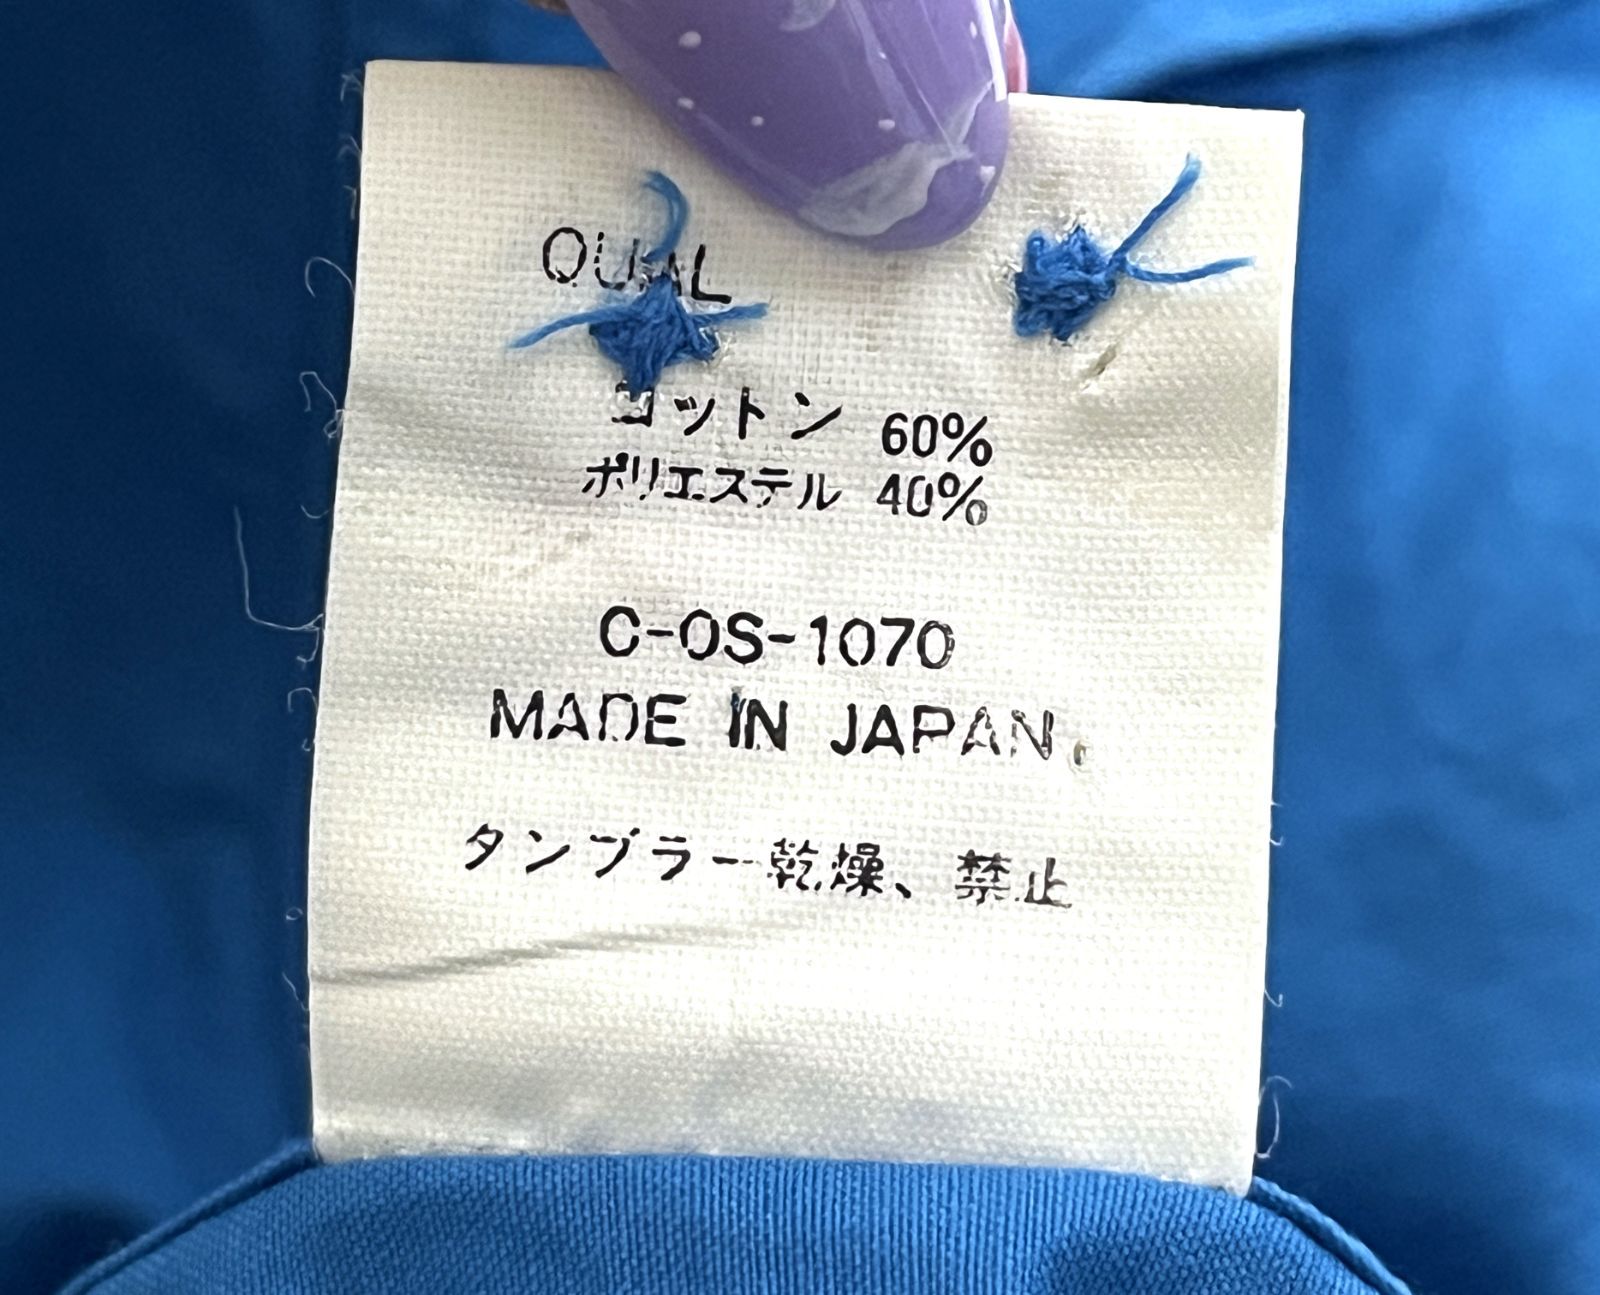 QUAL
コットン 60%
ポリエステル 40%
C-OS-1070
MADE IN JAPAN.
タンブラー乾燥、禁止